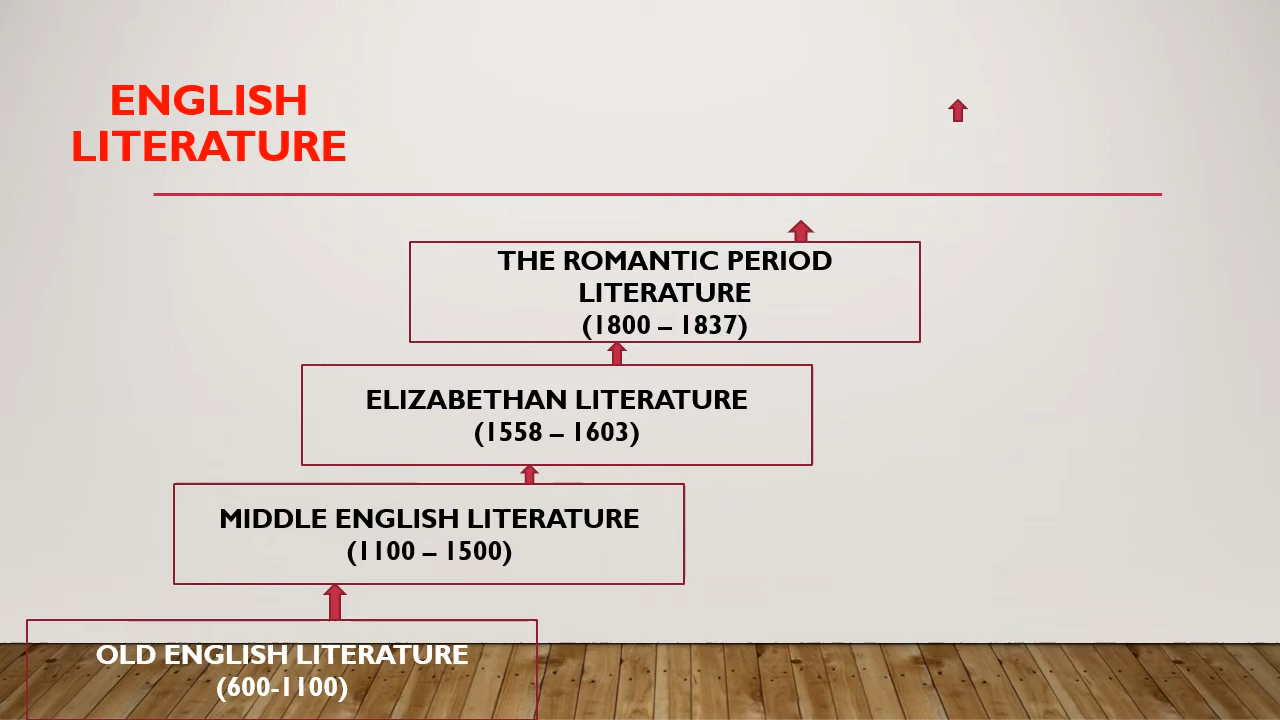 ENGLISH
LITERATURE
THE ROMANTIC PERIOD
LITERATURE
(1800 – 1837)
ELIZABETHAN LITERATURE
(1558 – 1603)
MIDDLE ENGLISH LITERATURE
(1100 – 1500)
OLD ENGLISH LITERATURE
(600-1100)